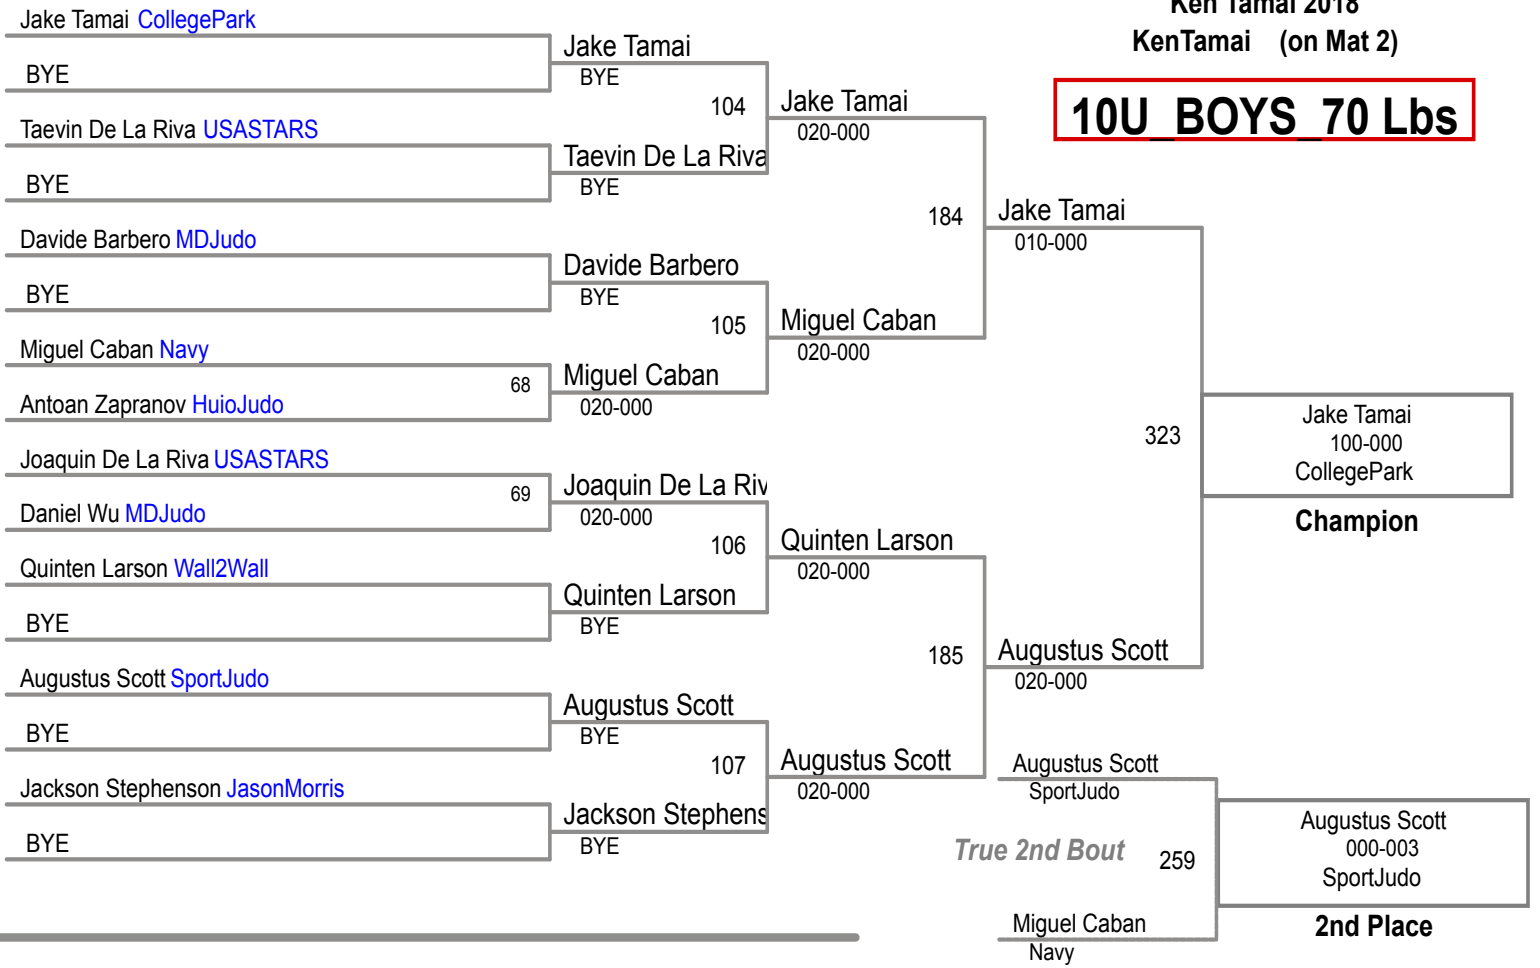 Ken Tamai 2018
KenTamai (on Mat 2)
10U_BOYS_70 Lbs
Jake Tamai CollegePark
BYE
Taevin De La Riva USASTARS
BYE
Davide Barbero MDJudo
BYE
Miguel Caban Navy
68
Antoan Zapranov HuioJudo
Joaquin De La Riva USASTARS
69
Daniel Wu MDJudo
Quinten Larson Wall2Wall
BYE
Augustus Scott SportJudo
BYE
Jackson Stephenson JasonMorris
BYE
Jake Tamai
BYE
104
Taevin De La Riva
BYE
Davide Barbero
BYE
105
Miguel Caban
020-000
Joaquin De La Riv
020-000
106
Quinten Larson
BYE
Augustus Scott
BYE
107
Jackson Stephens
BYE
Jake Tamai
020-000
184
Miguel Caban
020-000
Quinten Larson
020-000
185
Augustus Scott
020-000
Jake Tamai
010-000
323
Augustus Scott
020-000
Jake Tamai
100-000
CollegePark
Champion
Augustus Scott
SportJudo
True 2nd Bout 259
Miguel Caban
Navy
Augustus Scott
000-003
SportJudo
2nd Place